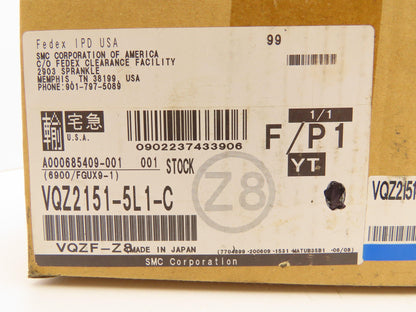 Fedex IPD USA
99
SMC CORPORATION OF AMERICA
C/O FEDEX CLEARANCE FACILITY
2903 SPRANKLE
MEMPHIS, TN 38199, USA
PHONE:901-797-5089
輸 宅急
U.S.A.
0902237433906
1/1
F/P1
YT
A000685409-001 001 STOCK
(6900/FGUX9-1)
VQZ2151-5L1-C
Z8
VQZ2151
VQZF-Z8
MADE IN JAPAN
SMC Corporation